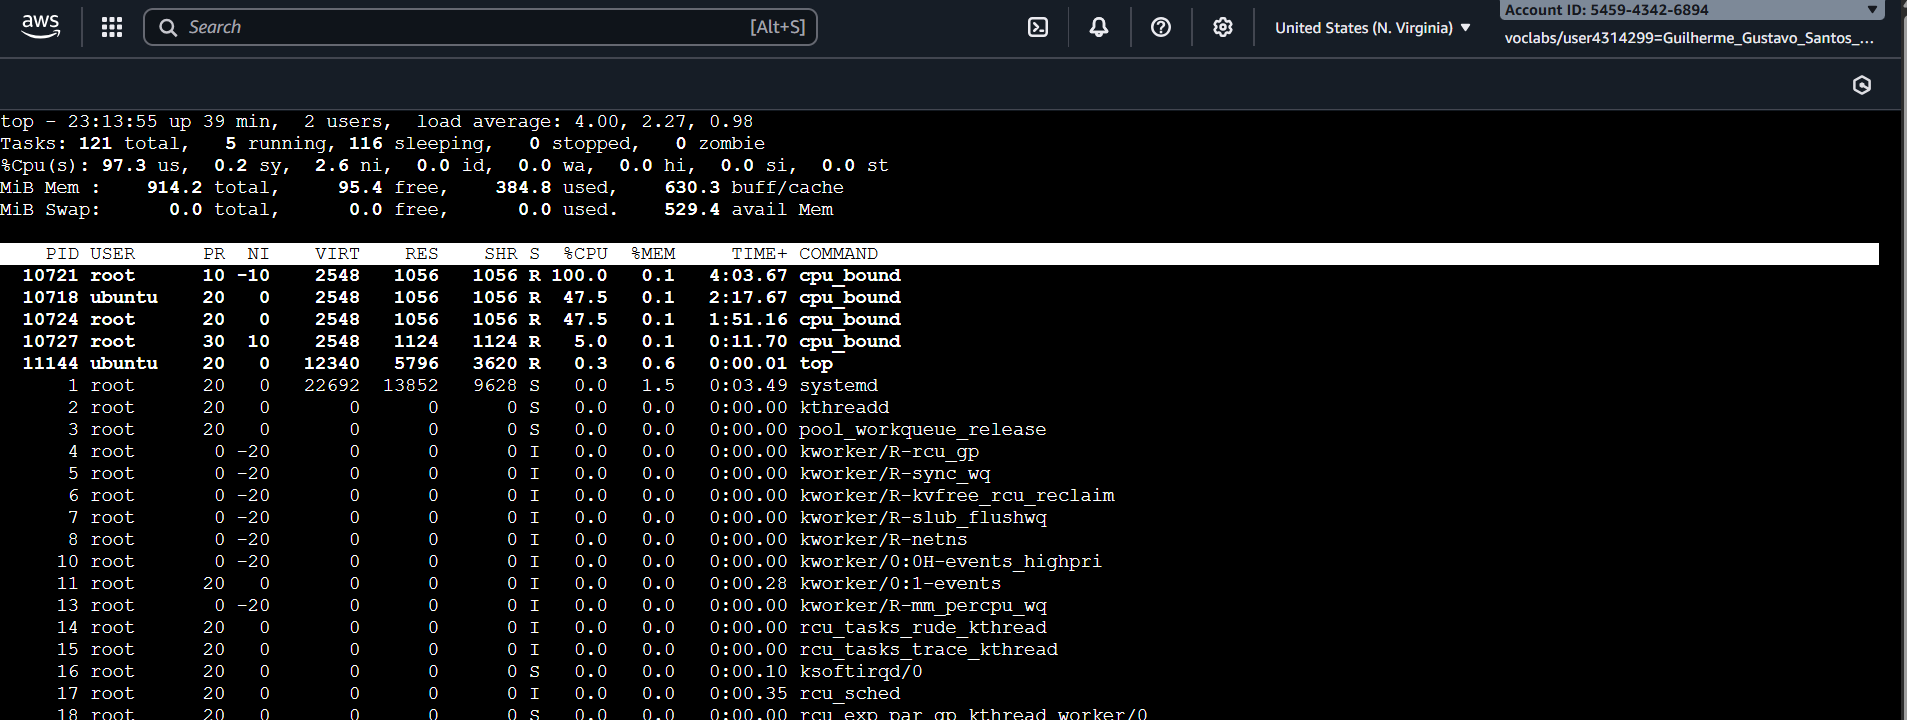 aws
Search [Alt+S]
United States (N. Virginia)
Account ID: 5459-4342-6894
voclabs/user4314299=Guilherme_Gustavo_Santos_...
top - 23:13:55 up 39 min,  2 users,  load average: 4.00, 2.27, 0.98
Tasks: 121 total,   5 running, 116 sleeping,   0 stopped,   0 zombie
%Cpu(s): 97.3 us,  0.2 sy,  2.6 ni,  0.0 id,  0.0 wa,  0.0 hi,  0.0 si,  0.0 st
MiB Mem :    914.2 total,     95.4 free,    384.8 used,    630.3 buff/cache
MiB Swap:      0.0 total,      0.0 free,      0.0 used.    529.4 avail Mem
PID USER      PR  NI    VIRT    RES    SHR S  %CPU  %MEM     TIME+ COMMAND
10721 root      10 -10    2548   1056   1056 R 100.0   0.1   4:03.67 cpu_bound
10718 ubuntu    20   0    2548   1056   1056 R  47.5   0.1   2:17.67 cpu_bound
10724 root      20   0    2548   1056   1056 R  47.5   0.1   1:51.16 cpu_bound
10727 root      30  10    2548   1124   1124 R   5.0   0.1   0:11.70 cpu_bound
11144 ubuntu    20   0   12340   5796   3620 R   0.3   0.6   0:00.01 top
1 root      20   0   22692  13852   9628 S   0.0   1.5   0:03.49 systemd
2 root      20   0       0      0      0 S   0.0   0.0   0:00.00 kthreadd
3 root      20   0       0      0      0 S   0.0   0.0   0:00.00 pool_workqueue_release
4 root       0 -20       0      0      0 I   0.0   0.0   0:00.00 kworker/R-rcu_gp
5 root       0 -20       0      0      0 I   0.0   0.0   0:00.00 kworker/R-sync_wq
6 root       0 -20       0      0      0 I   0.0   0.0   0:00.00 kworker/R-kvfree_rcu_reclaim
7 root       0 -20       0      0      0 I   0.0   0.0   0:00.00 kworker/R-slub_flushwq
8 root       0 -20       0      0      0 I   0.0   0.0   0:00.00 kworker/R-netns
10 root       0 -20       0      0      0 I   0.0   0.0   0:00.00 kworker/0:0H-events_highpri
11 root      20   0       0      0      0 I   0.0   0.0   0:00.28 kworker/0:1-events
13 root       0 -20       0      0      0 I   0.0   0.0   0:00.00 kworker/R-mm_percpu_wq
14 root      20   0       0      0      0 I   0.0   0.0   0:00.00 rcu_tasks_rude_kthread
15 root      20   0       0      0      0 I   0.0   0.0   0:00.00 rcu_tasks_trace_kthread
16 root      20   0       0      0      0 S   0.0   0.0   0:00.10 ksoftirqd/0
17 root      20   0       0      0      0 I   0.0   0.0   0:00.35 rcu_sched
18 root      20   0       0      0      0 S   0.0   0.0   0:00.00 rcu_exp_par_gp_kthread_worker/0